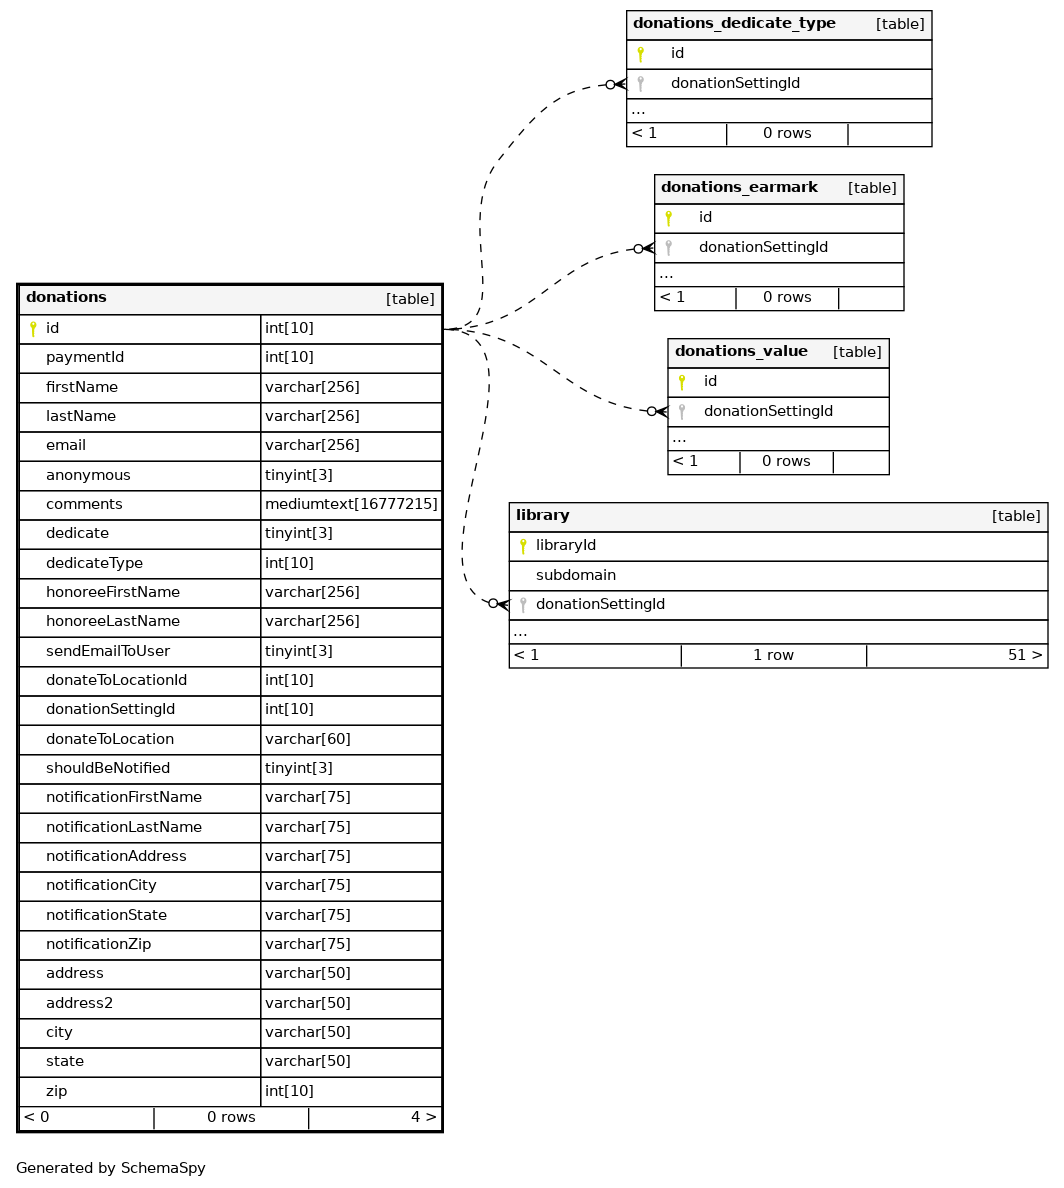 donations_dedicate_type [table]
id
donationSettingId
...
< 1 0 rows
donations_earmark [table]
id
donationSettingId
...
< 1 0 rows
donations_value [table]
id
donationSettingId
...
< 1 0 rows
library [table]
libraryId
subdomain
donationSettingId
...
< 1 1 row 51 >
donations [table]
id int[10]
paymentId int[10]
firstName varchar[256]
lastName varchar[256]
email varchar[256]
anonymous tinyint[3]
comments mediumtext[16777215]
dedicate tinyint[3]
dedicateType int[10]
honoreeFirstName varchar[256]
honoreeLastName varchar[256]
sendEmailToUser tinyint[3]
donateToLocationId int[10]
donationSettingId int[10]
donateToLocation varchar[60]
shouldBeNotified tinyint[3]
notificationFirstName varchar[75]
notificationLastName varchar[75]
notificationAddress varchar[75]
notificationCity varchar[75]
notificationState varchar[75]
notificationZip varchar[75]
address varchar[50]
address2 varchar[50]
city varchar[50]
state varchar[50]
zip int[10]
< 0 0 rows 4 >
Generated by SchemaSpy